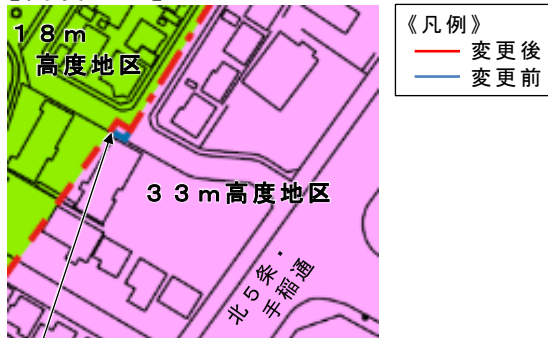 １８ｍ
高度地区
３３ｍ高度地区
北５条・
手稲通
《凡例》
変更後
変更前